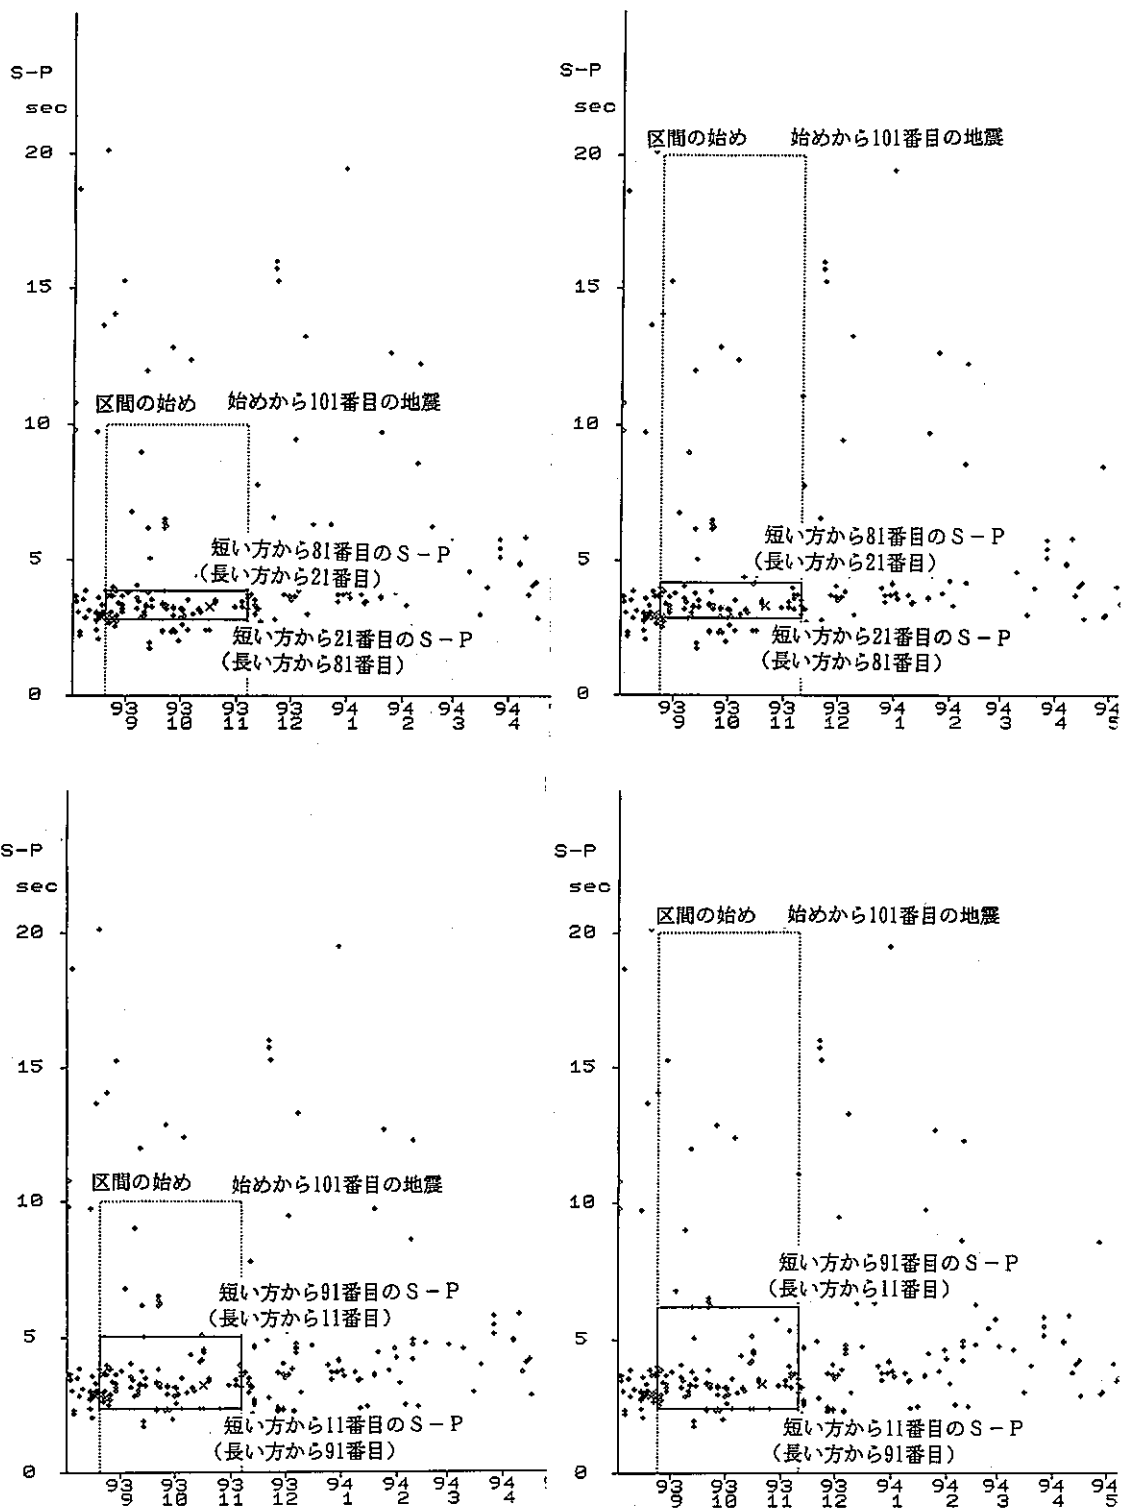 S-P
sec
20
15
区間の始め 始めから101番目の地震
10
短い方から81番目のS-P
(長い方から21番目)
5
短い方から21番目のS-P
(長い方から81番目)
0
93 93 93 93 94 94 94 94
9 10 11 12 1 2 3 4
S-P
sec
区間の始め 始めから101番目の地震
20
15
10
短い方から81番目のS-P
(長い方から21番目)
5
短い方から21番目のS-P
(長い方から81番目)
0
93 93 93 93 94 94 94 94 94
9 10 11 12 1 2 3 4 5
S-P
sec
20
15
区間の始め 始めから101番目の地震
10
短い方から91番目のS-P
(長い方から11番目)
5
短い方から11番目のS-P
(長い方から91番目)
0
93 93 93 93 94 94 94 94
9 10 11 12 1 2 3 4
S-P
sec
区間の始め 始めから101番目の地震
20
15
10
短い方から91番目のS-P
(長い方から11番目)
5
短い方から11番目のS-P
(長い方から91番目)
0
93 93 93 93 94 94 94 94 94
9 10 11 12 1 2 3 4 5